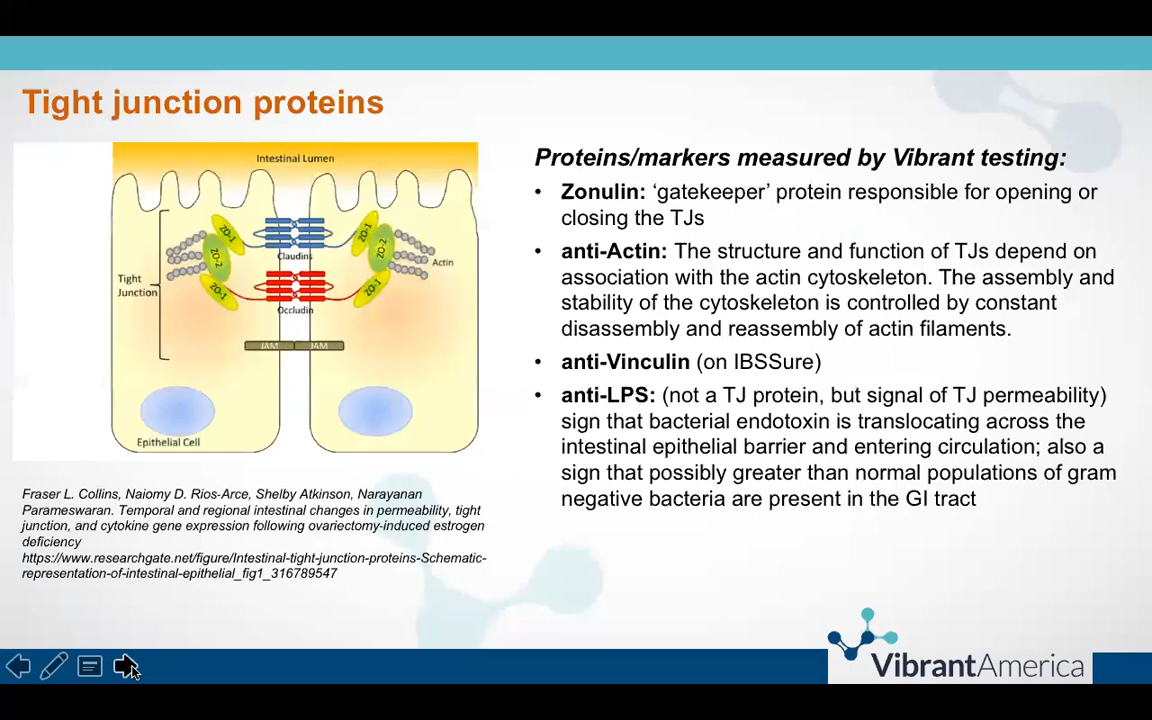 Tight junction proteins
Intestinal Lumen
ZO-1
ZO-2
ZO-1
Claudins
ZO-1
ZO-2
ZO-1
Actin
Tight
Junction
Occludin
JAM
JAM
Epithelial Cell
Fraser L. Collins, Naiomy D. Rios-Arce, Shelby Atkinson, Narayanan
Parameswaran. Temporal and regional intestinal changes in permeability, tight
junction, and cytokine gene expression following ovariectomy-induced estrogen
deficiency
https://www.researchgate.net/figure/Intestinal-tight-junction-proteins-Schematic-
representation-of-intestinal-epithelial_fig1_316789547
Proteins/markers measured by Vibrant testing:
• Zonulin: ‘gatekeeper’ protein responsible for opening or
closing the TJs
• anti-Actin: The structure and function of TJs depend on
association with the actin cytoskeleton. The assembly and
stability of the cytoskeleton is controlled by constant
disassembly and reassembly of actin filaments.
• anti-Vinculin (on IBSSure)
• anti-LPS: (not a TJ protein, but signal of TJ permeability)
sign that bacterial endotoxin is translocating across the
intestinal epithelial barrier and entering circulation; also a
sign that possibly greater than normal populations of gram
negative bacteria are present in the GI tract
VibrantAmerica